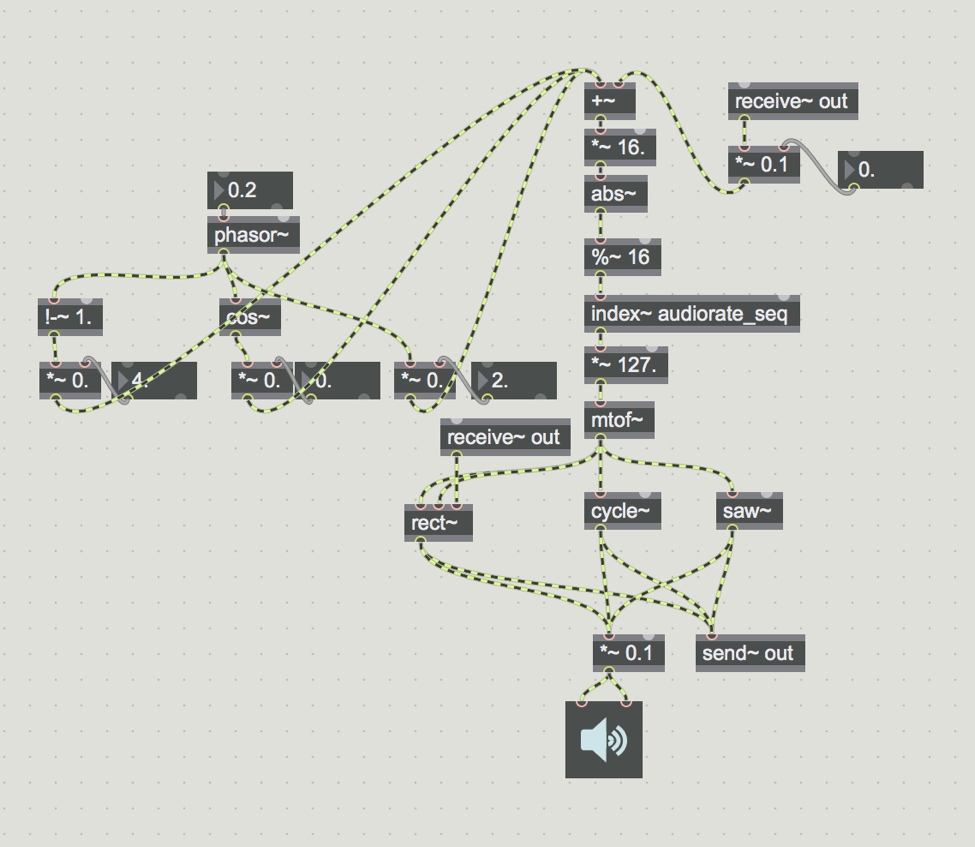 +~
receive~ out
*~ 16.
*~ 0.1
0.
abs~
0.2
phasor~
%~ 16
!-~ 1.
cos~
index~ audiorate_seq
*~ 0.
4.
*~ 0.
0.
*~ 0.
2.
*~ 127.
mtof~
receive~ out
rect~
cycle~
saw~
*~ 0.1
send~ out